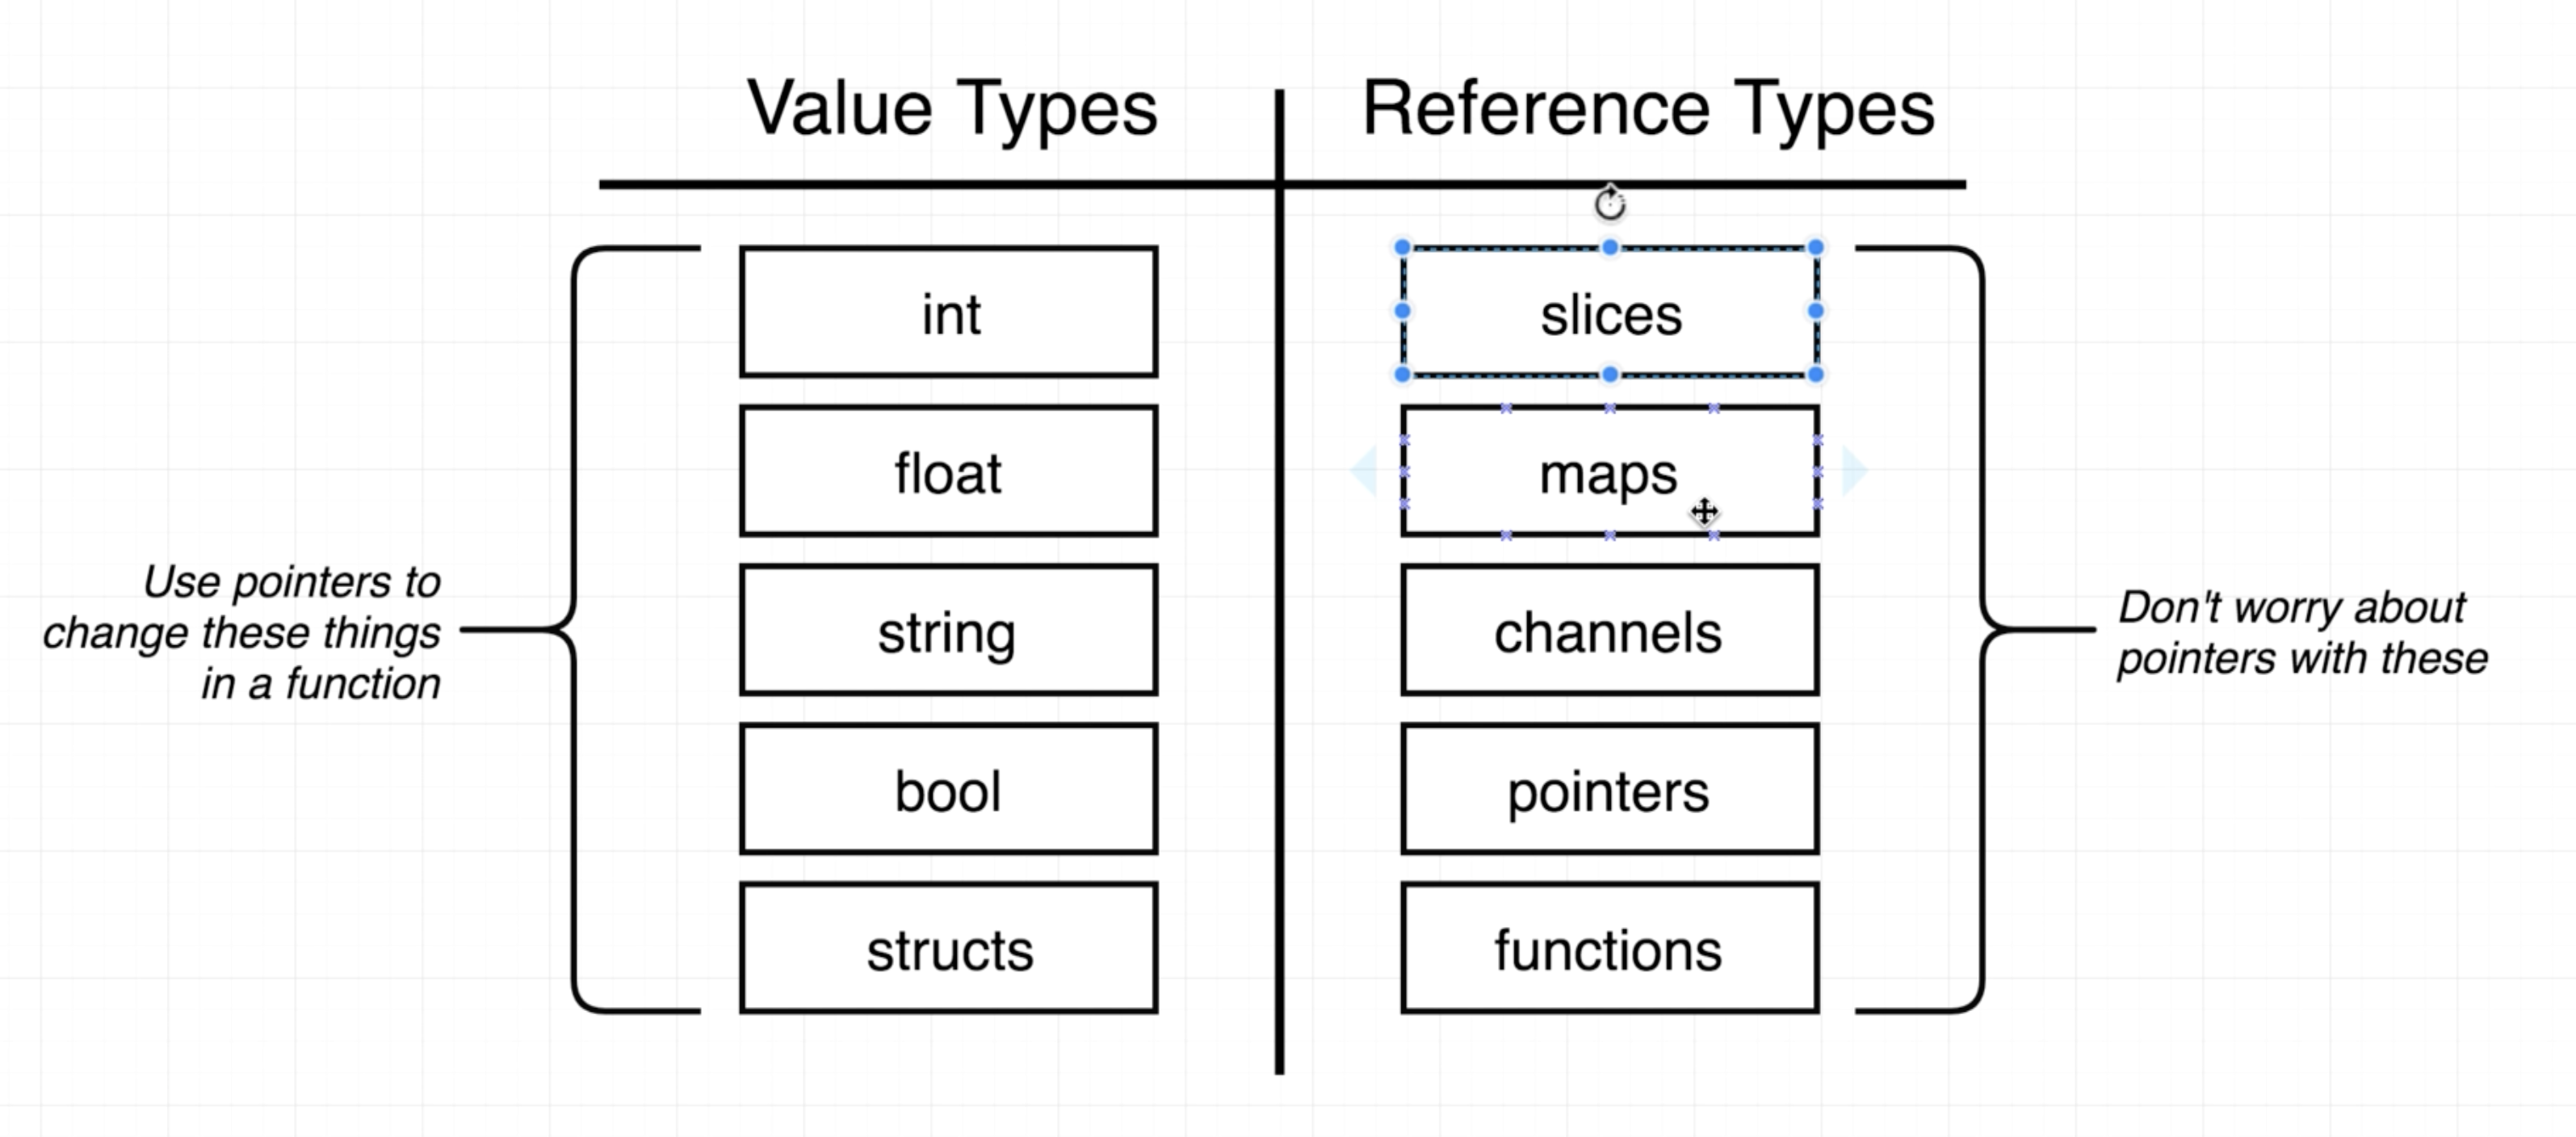 Value Types
Reference Types
int
slices
float
maps
Use pointers to
change these things
in a function
string
channels
Don't worry about
pointers with these
bool
pointers
structs
functions